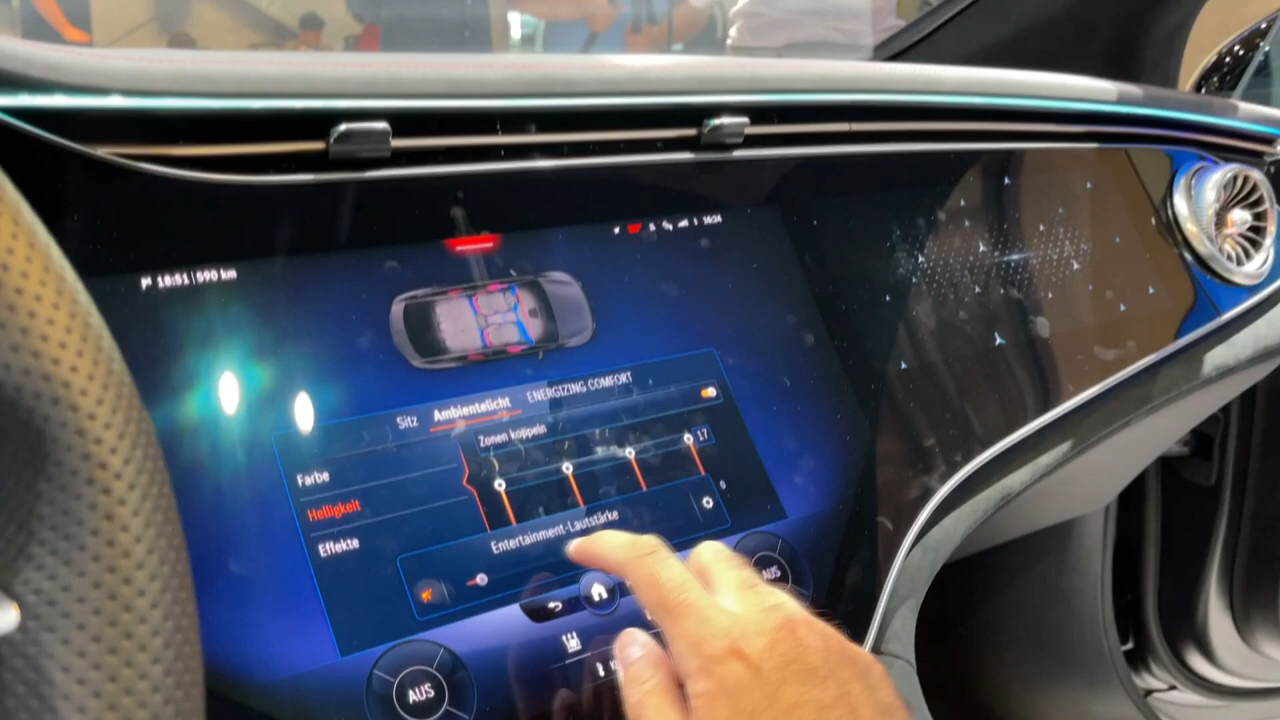 18:51 | 590 km
16:24
Sitz Ambientelicht ENERGIZING COMFORT
Zonen koppeln
17
Farbe
Helligkeit
0
Effekte
Entertainment-Lautstärke
AUS
AUS